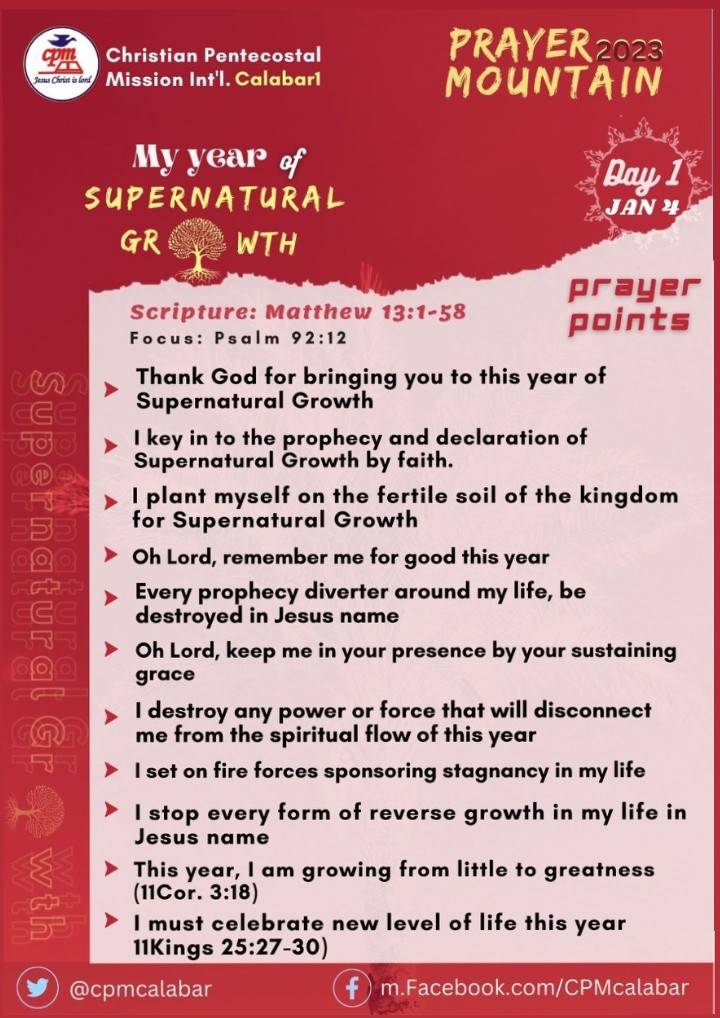 cpm
Jesus Christ is lord
Christian Pentecostal
Mission Int'l. Calabar1
PRAYER 2023
MOUNTAIN
My year of
SUPERNATURAL
GR WTH
Day 1
JAN 4
prayer
points
Scripture: Matthew 13:1-58
Focus: Psalm 92:12
Thank God for bringing you to this year of
Supernatural Growth
I key in to the prophecy and declaration of
Supernatural Growth by faith.
I plant myself on the fertile soil of the kingdom
for Supernatural Growth
Oh Lord, remember me for good this year
Every prophecy diverter around my life, be
destroyed in Jesus name
Oh Lord, keep me in your presence by your sustaining
grace
I destroy any power or force that will disconnect
me from the spiritual flow of this year
I set on fire forces sponsoring stagnancy in my life
I stop every form of reverse growth in my life in
Jesus name
This year, I am growing from little to greatness
(11Cor. 3:18)
I must celebrate new level of life this year
11Kings 25:27-30)
Supernatural Gr wth
@cpmcalabar
m.Facebook.com/CPMcalabar